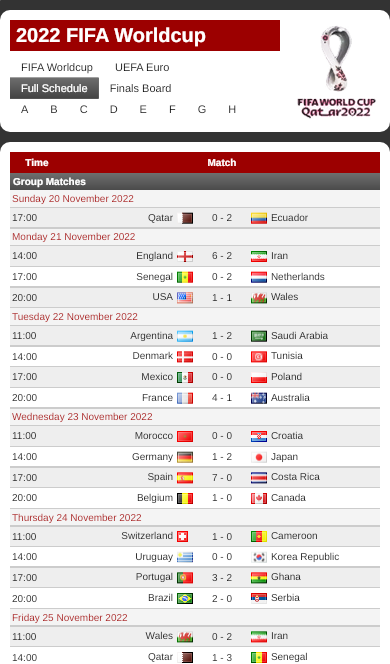 2022 FIFA Worldcup
FIFA Worldcup UEFA Euro
Full Schedule Finals Board
A B C D E F G H
FIFA WORLD CUP
Qatar2022
Time Match
Group Matches
Sunday 20 November 2022
17:00 Qatar 0 - 2 Ecuador
Monday 21 November 2022
14:00 England 6 - 2 Iran
17:00 Senegal 0 - 2 Netherlands
20:00 USA 1 - 1 Wales
Tuesday 22 November 2022
11:00 Argentina 1 - 2 Saudi Arabia
14:00 Denmark 0 - 0 Tunisia
17:00 Mexico 0 - 0 Poland
20:00 France 4 - 1 Australia
Wednesday 23 November 2022
11:00 Morocco 0 - 0 Croatia
14:00 Germany 1 - 2 Japan
17:00 Spain 7 - 0 Costa Rica
20:00 Belgium 1 - 0 Canada
Thursday 24 November 2022
11:00 Switzerland 1 - 0 Cameroon
14:00 Uruguay 0 - 0 Korea Republic
17:00 Portugal 3 - 2 Ghana
20:00 Brazil 2 - 0 Serbia
Friday 25 November 2022
11:00 Wales 0 - 2 Iran
14:00 Qatar 1 - 3 Senegal